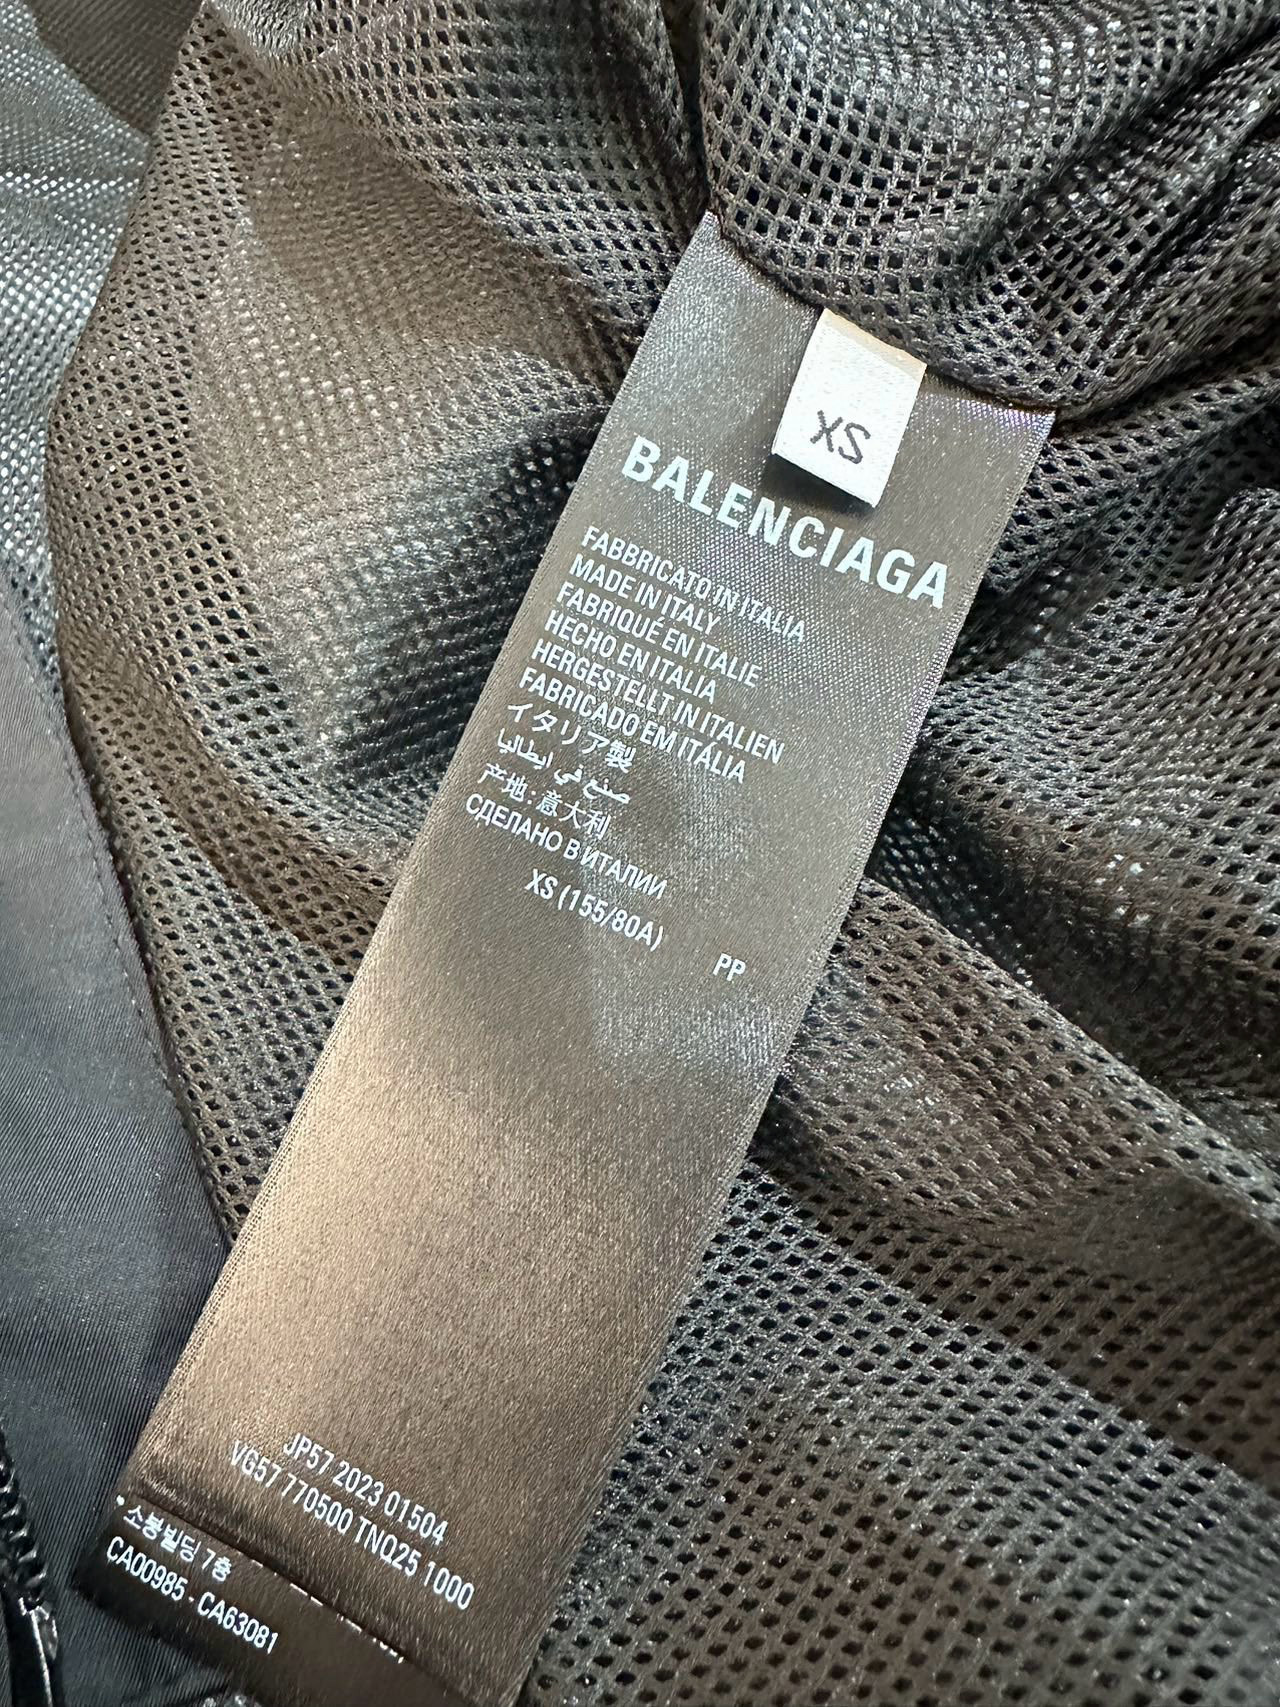 XS
BALENCIAGA
FABBRICATO IN ITALIA
MADE IN ITALY
FABRIQUÉ EN ITALIE
HECHO EN ITALIA
HERGESTELLT IN ITALIEN
FABRICADO EM ITÁLIA
イタリア製
صنع في إيطاليا
产地:意大利
СДЕЛАНО В ИТАЛИИ
XS (155/80A)
PP
JP57 2023 01504
VG57 770500 TNQ25 1000
소봉빌딩 7층
CA00985 - CA63081